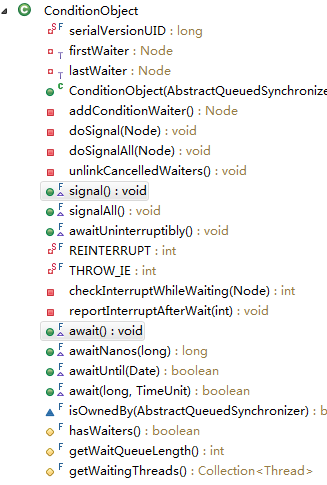 ConditionObject
S F serialVersionUID : long
T firstWaiter : Node
T lastWaiter : Node
C ConditionObject(AbstractQueuedSynchronize
addConditionWaiter() : Node
doSignal(Node) : void
doSignalAll(Node) : void
unlinkCancelledWaiters() : void
F signal() : void
F signalAll() : void
F awaitUninterruptibly() : void
F REINTERRUPT : int
F THROW_IE : int
checkInterruptWhileWaiting(Node) : int
reportInterruptAfterWait(int) : void
F await() : void
F awaitNanos(long) : long
F awaitUntil(Date) : boolean
F await(long, TimeUnit) : boolean
F isOwnedBy(AbstractQueuedSynchronizer) : b
F hasWaiters() : boolean
F getWaitQueueLength() : int
F getWaitingThreads() : Collection<Thread>